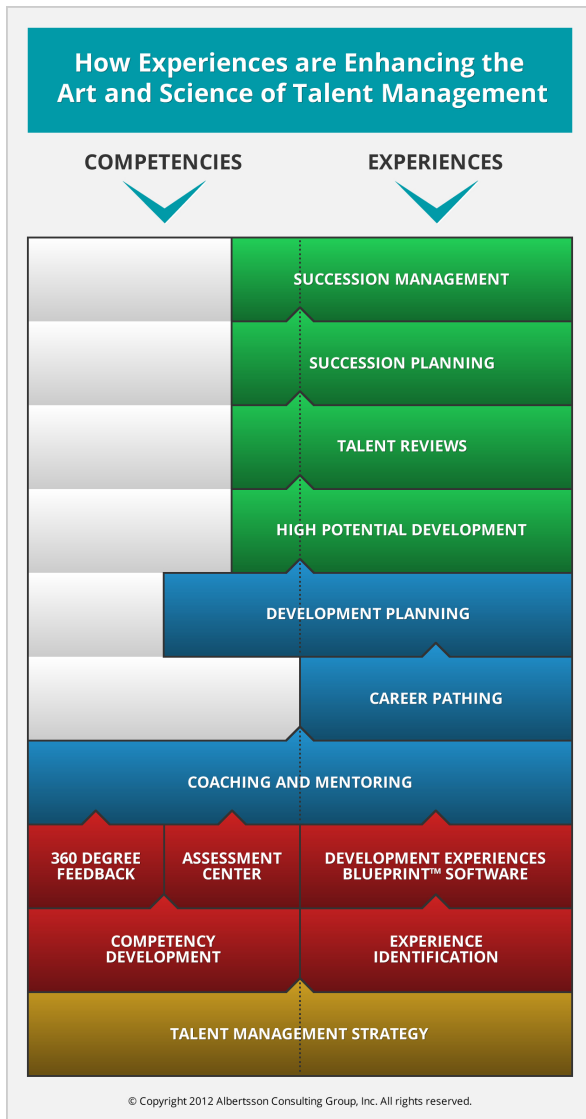 How Experiences are Enhancing the
Art and Science of Talent Management
COMPETENCIES
EXPERIENCES
SUCCESSION MANAGEMENT
SUCCESSION PLANNING
TALENT REVIEWS
HIGH POTENTIAL DEVELOPMENT
DEVELOPMENT PLANNING
CAREER PATHING
COACHING AND MENTORING
360 DEGREE
FEEDBACK
ASSESSMENT
CENTER
DEVELOPMENT EXPERIENCES
BLUEPRINT™ SOFTWARE
COMPETENCY
DEVELOPMENT
EXPERIENCE
IDENTIFICATION
TALENT MANAGEMENT STRATEGY
© Copyright 2012 Albertsson Consulting Group, Inc. All rights reserved.